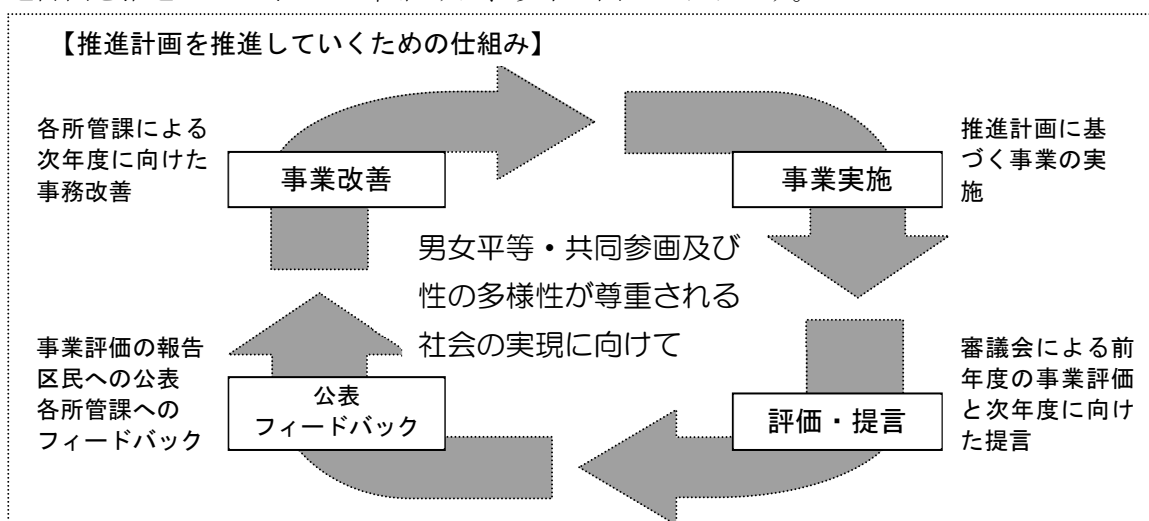 【推進計画を推進していくための仕組み】
各所管課による
次年度に向けた
事務改善
事業改善
事業実施
推進計画に基
づく事業の実
施
男女平等・共同参画及び
性の多様性が尊重される
社会の実現に向けて
事業評価の報告
区民への公表
各所管課への
フィードバック
公表
フィードバック
評価・提言
審議会による前
年度の事業評価
と次年度に向け
た提言